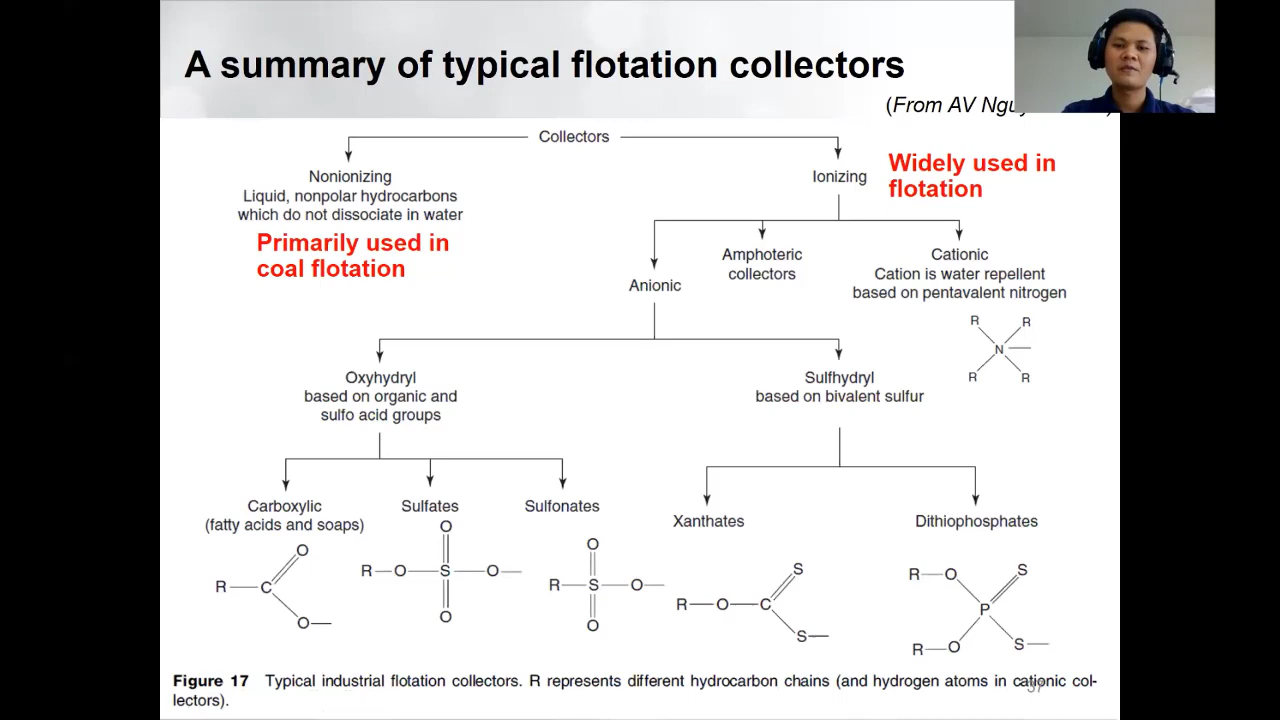 A summary of typical flotation collectors
(From AV
Collectors
Nonionizing
Liquid, nonpolar hydrocarbons
which do not dissociate in water
Primarily used in
coal flotation
Ionizing
Widely used in
flotation
Anionic
Amphoteric
collectors
Cationic
Cation is water repellent
based on pentavalent nitrogen
R R
N
R R
Oxyhydryl
based on organic and
sulfo acid groups
Sulfhydryl
based on bivalent sulfur
Carboxylic
(fatty acids and soaps)
O
R C
O
Sulfates
O
R O S O
O
Sulfonates
O
R S O
O
Xanthates
S
R O C
S
Dithiophosphates
R O S
P
R O S
Figure 17 Typical industrial flotation collectors. R represents different hydrocarbon chains (and hydrogen atoms in cationic col-
lectors).
37